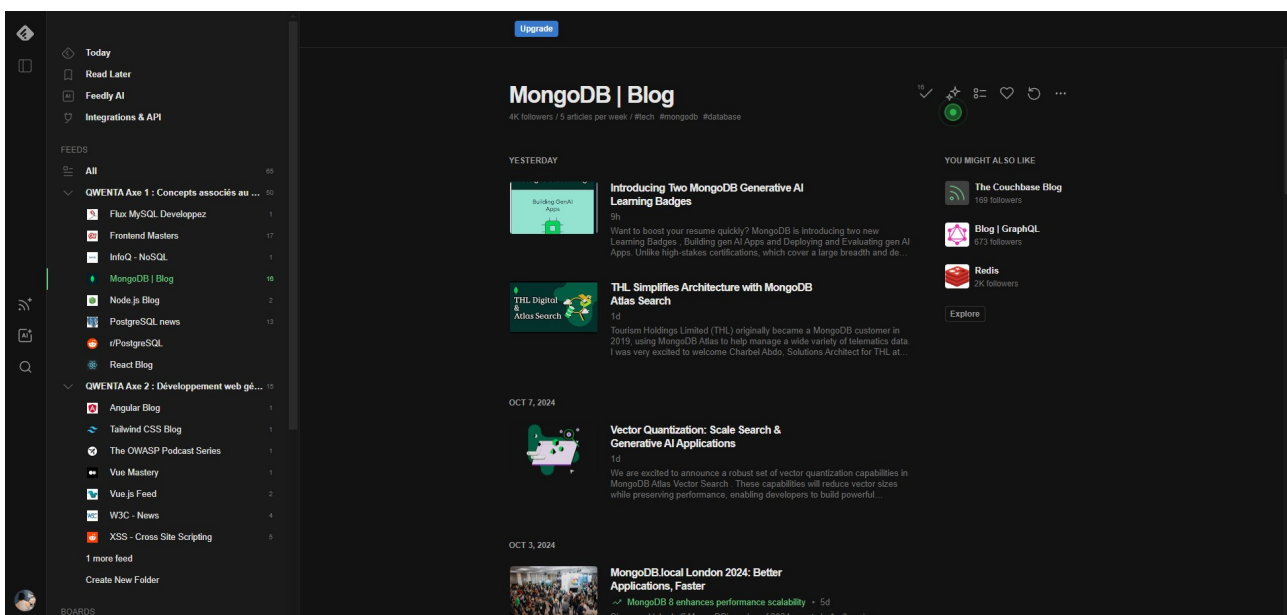 Upgrade
Today
Read Later
AI
Feedly AI
Integrations & API
FEEDS
All 65
QWENTA Axe 1 : Concepts associés au ... 50
Flux MySQL Developpez 1
Frontend Masters 17
InfoQ - NoSQL 1
MongoDB | Blog 16
Node.js Blog 2
PostgreSQL news 13
r/PostgreSQL
React Blog
QWENTA Axe 2 : Développement web gé... 15
Angular Blog 1
Tailwind CSS Blog 1
The OWASP Podcast Series 1
Vue Mastery 1
Vue.js Feed 2
W3C - News 4
XSS - Cross Site Scripting 5
1 more feed
Create New Folder
BOARDS
MongoDB | Blog
16
4K followers / 5 articles per week / #tech #mongodb #database
YESTERDAY
Building GenAI
Apps
Introducing Two MongoDB Generative AI
Learning Badges
9h
Want to boost your resume quickly? MongoDB is introducing two new
Learning Badges , Building gen AI Apps and Deploying and Evaluating gen AI
Apps. Unlike high-stakes certifications, which cover a large breadth and de...
THL Digital
&
Atlas Search
THL Simplifies Architecture with MongoDB
Atlas Search
1d
Tourism Holdings Limited (THL) originally became a MongoDB customer in
2019, using MongoDB Atlas to help manage a wide variety of telematics data.
I was very excited to welcome Charbel Abdo, Solutions Architect for THL at...
OCT 7, 2024
Vector Quantization: Scale Search &
Generative AI Applications
1d
We are excited to announce a robust set of vector quantization capabilities in
MongoDB Atlas Vector Search . These capabilities will reduce vector sizes
while preserving performance, enabling developers to build powerful...
OCT 3, 2024
MongoDB.local London 2024: Better
Applications, Faster
MongoDB 8 enhances performance scalability • 5d
YOU MIGHT ALSO LIKE
The Couchbase Blog
169 followers
Blog | GraphQL
673 followers
Redis
2K followers
Explore